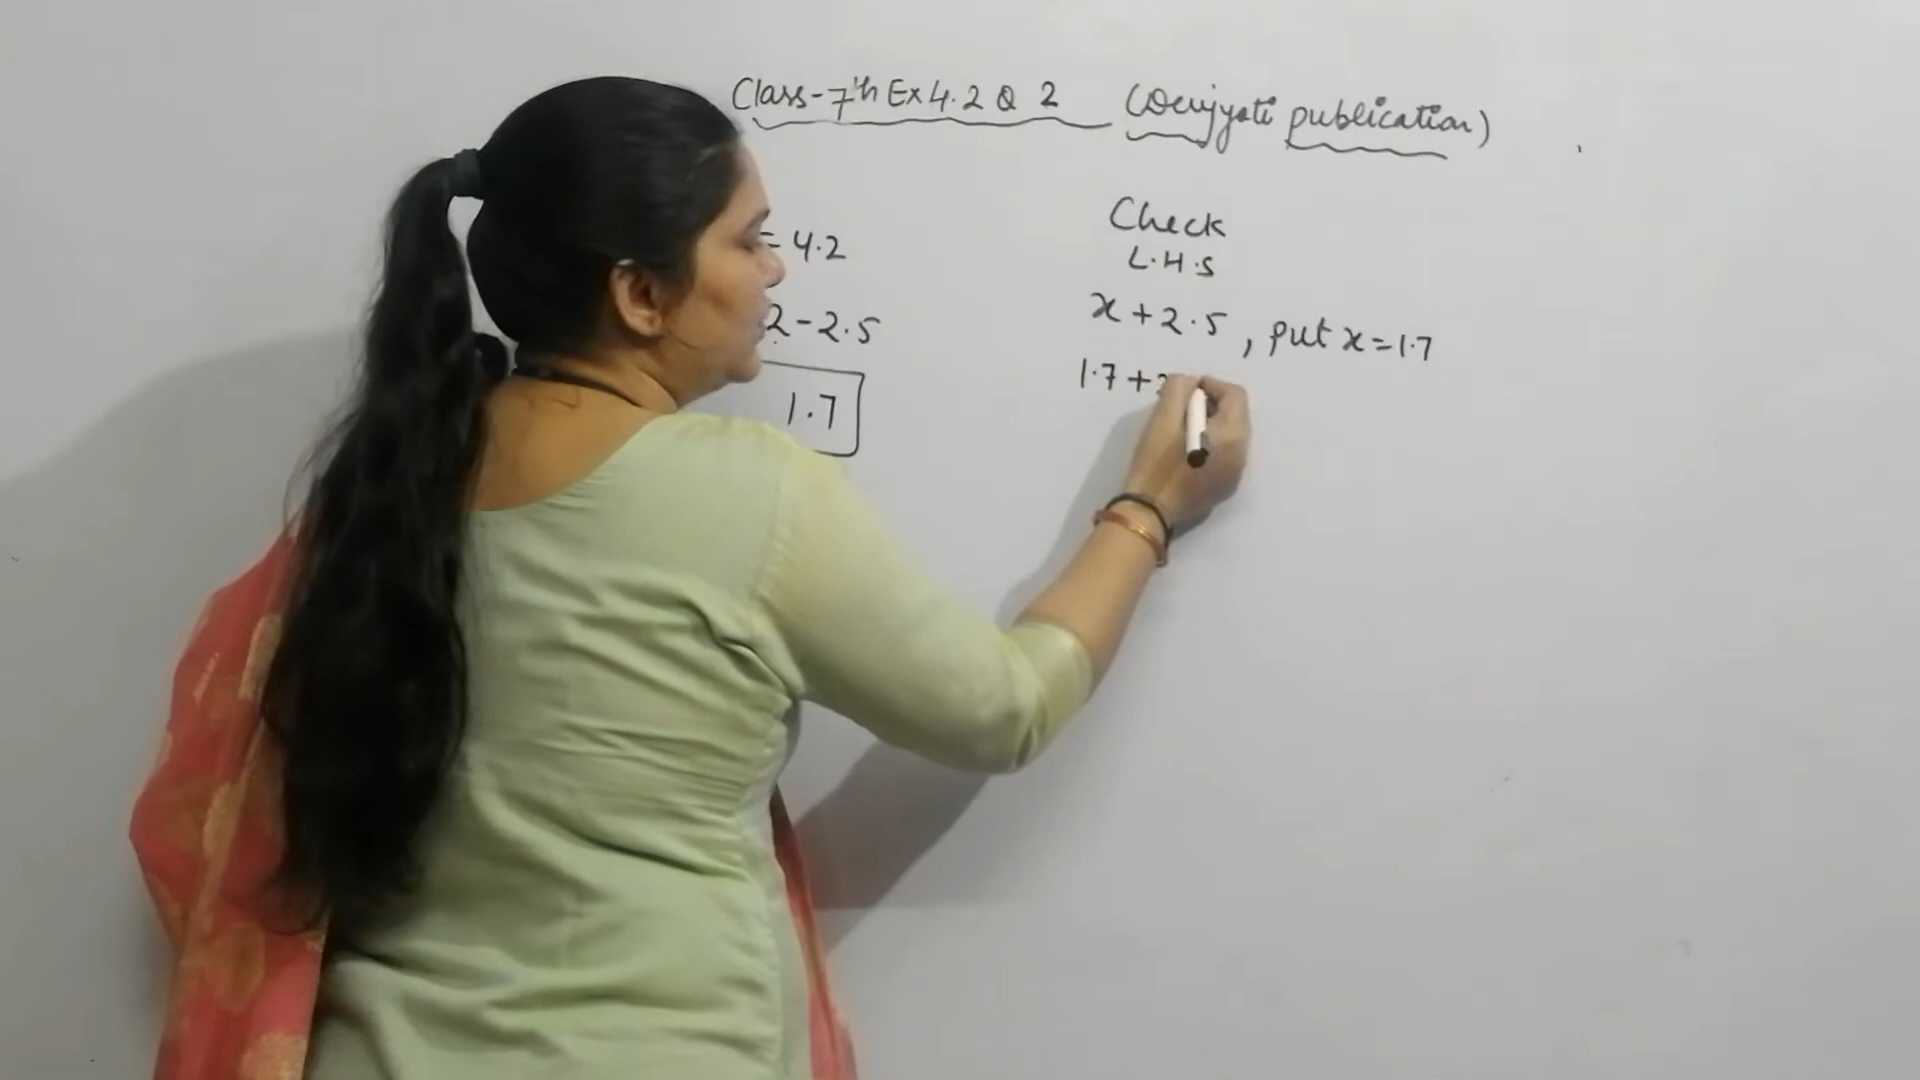 Class-7th Ex 4.2 Q 2 publication)
= 4.2
2-2.5
1.7
Check
L.H.S
x+2.5, put x=1.7
1.7+2